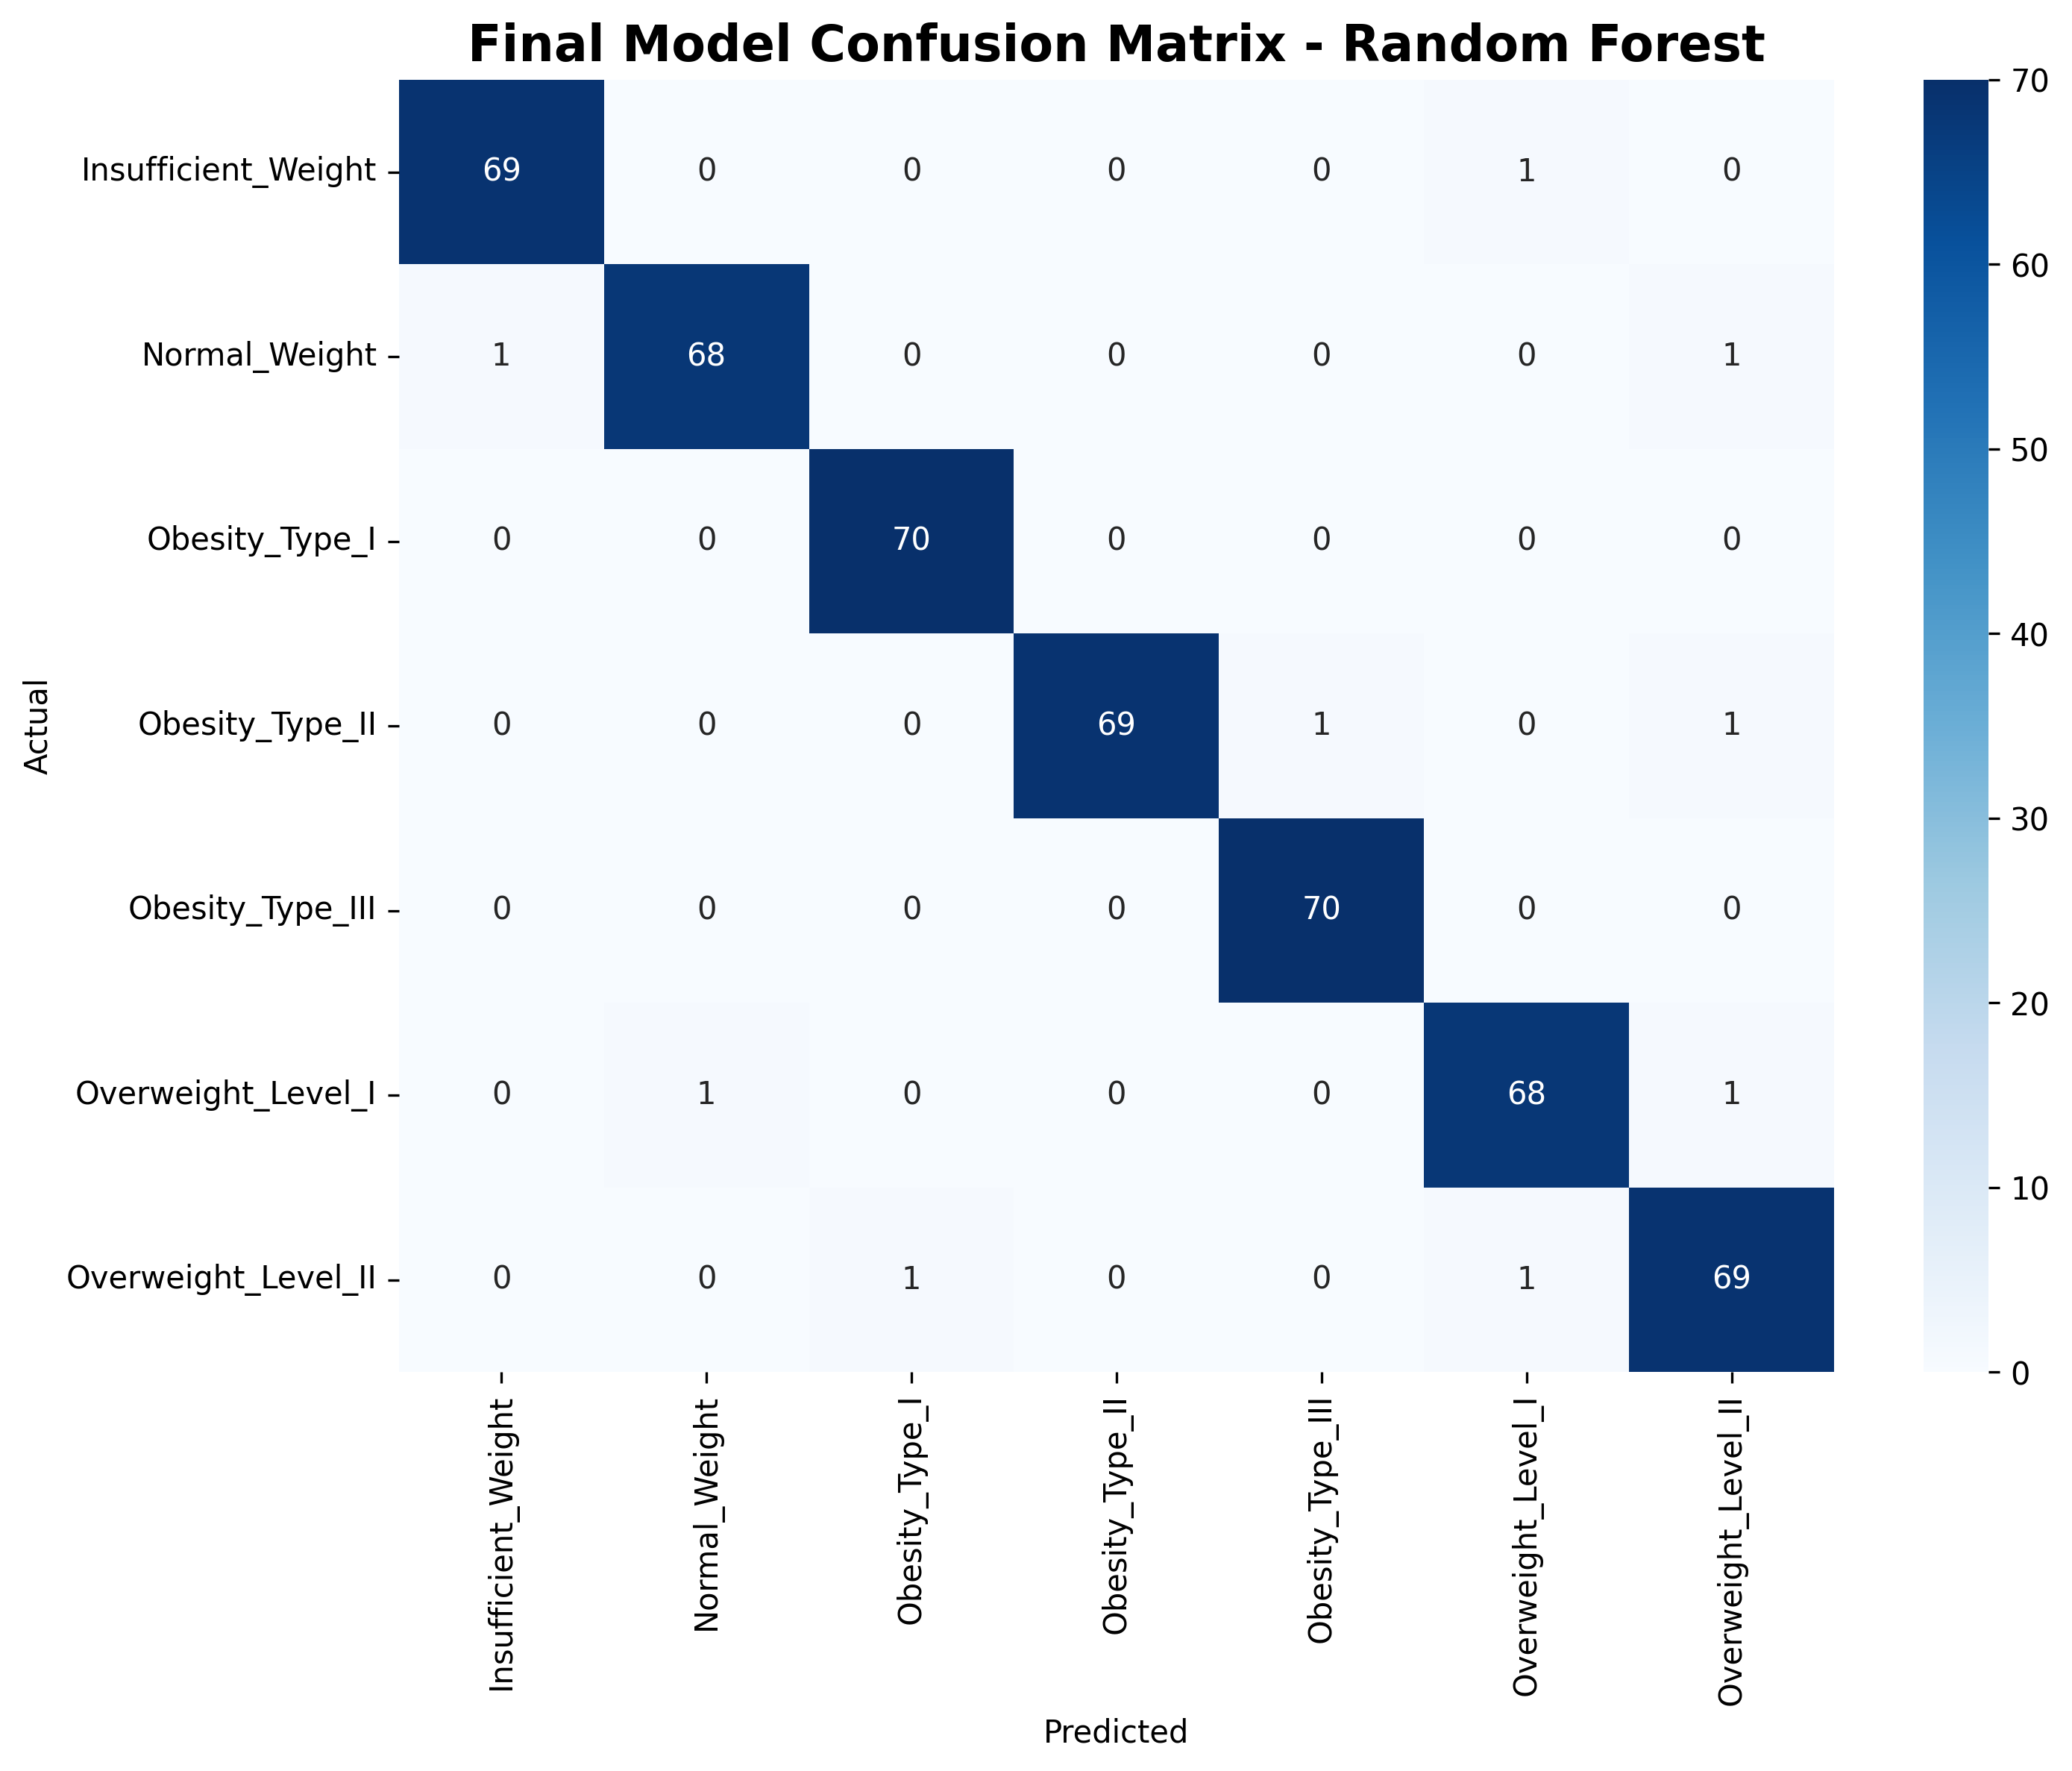 Final Model Confusion Matrix - Random Forest
Insufficient_Weight 69 0 0 0 0 1 0
Normal_Weight 1 68 0 0 0 0 1
Obesity_Type_I 0 0 70 0 0 0 0
Obesity_Type_II 0 0 0 69 1 0 1
Obesity_Type_III 0 0 0 0 70 0 0
Overweight_Level_I 0 1 0 0 0 68 1
Overweight_Level_II 0 0 1 0 0 1 69
Actual
Insufficient_Weight
Normal_Weight
Obesity_Type_I
Obesity_Type_II
Obesity_Type_III
Overweight_Level_I
Overweight_Level_II
Predicted
70
60
50
40
30
20
10
0